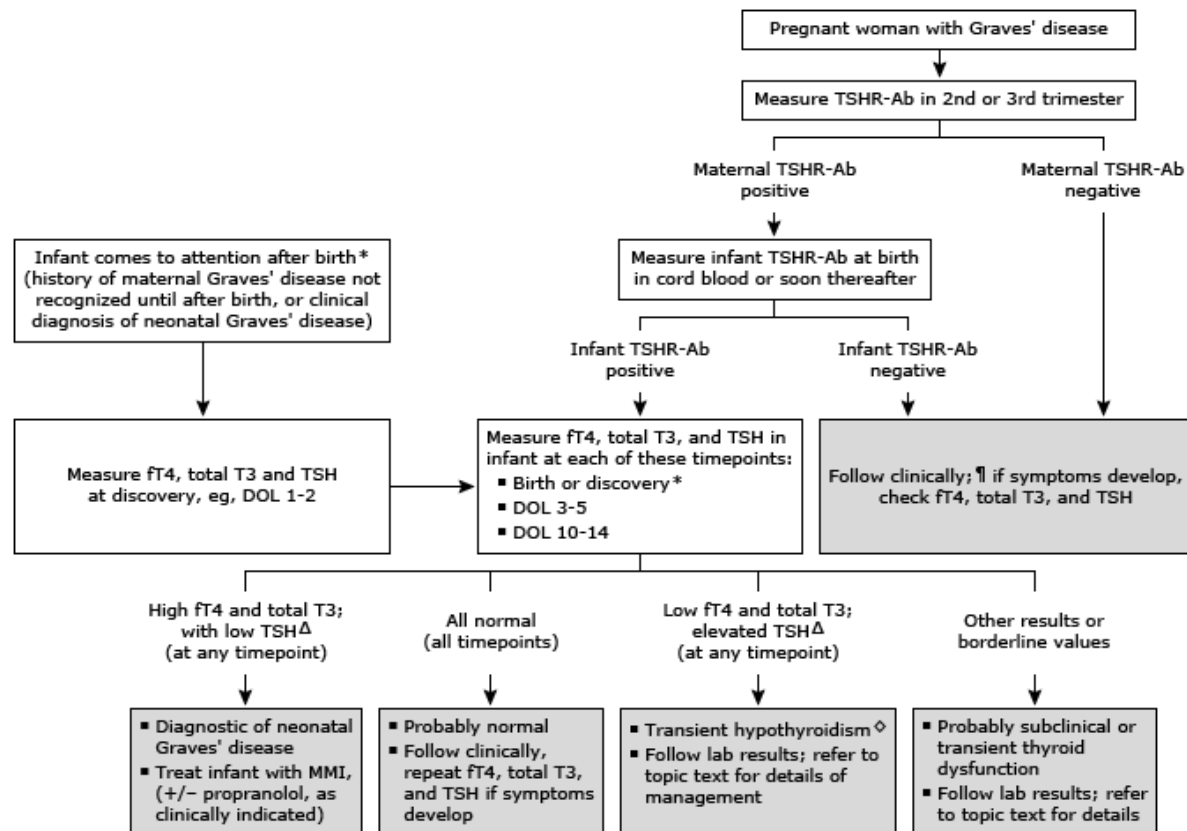 Pregnant woman with Graves' disease
Measure TSHR-Ab in 2nd or 3rd trimester
Maternal TSHR-Ab
positive
Maternal TSHR-Ab
negative
Infant comes to attention after birth*
(history of maternal Graves' disease not
recognized until after birth, or clinical
diagnosis of neonatal Graves' disease)
Measure infant TSHR-Ab at birth
in cord blood or soon thereafter
Infant TSHR-Ab
positive
Infant TSHR-Ab
negative
Measure fT4, total T3 and TSH
at discovery, eg, DOL 1-2
Measure fT4, total T3, and TSH in
infant at each of these timepoints:
▪ Birth or discovery*
▪ DOL 3-5
▪ DOL 10-14
Follow clinically;¶ if symptoms develop,
check fT4, total T3, and TSH
High fT4 and total T3;
with low TSHΔ
(at any timepoint)
All normal
(all timepoints)
Low fT4 and total T3;
elevated TSHΔ
(at any timepoint)
Other results or
borderline values
▪ Diagnostic of neonatal
Graves' disease
▪ Treat infant with MMI,
(+/– propranolol, as
clinically indicated)
▪ Probably normal
▪ Follow clinically,
repeat fT4, total T3,
and TSH if symptoms
develop
▪ Transient hypothyroidism◇
▪ Follow lab results; refer to
topic text for details of
management
▪ Probably subclinical or
transient thyroid
dysfunction
▪ Follow lab results; refer
to topic text for details